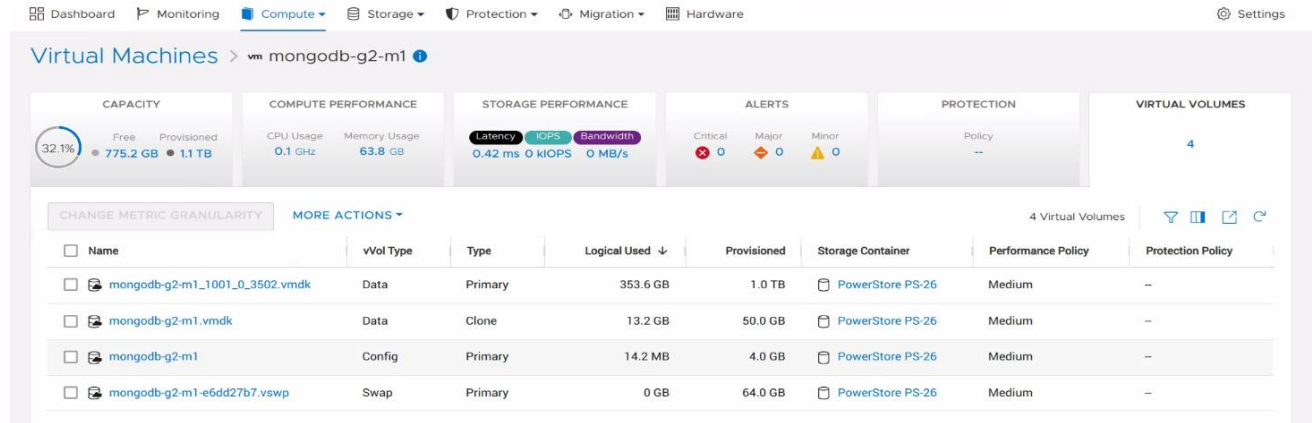 Dashboard Monitoring Compute Storage Protection Migration Hardware Settings
Virtual Machines > vm mongodb-g2-m1
CAPACITY COMPUTE PERFORMANCE STORAGE PERFORMANCE ALERTS PROTECTION VIRTUAL VOLUMES
32.1% Free Provisioned CPU Usage Memory Usage Latency IOPS Bandwidth Critical Major Minor Policy 4
775.2 GB 1.1 TB 0.1 GHz 63.8 GB 0.42 ms 0 kIOPS 0 MB/s 0 0 0 --
CHANGE METRIC GRANULARITY MORE ACTIONS 4 Virtual Volumes
Name vVol Type Type Logical Used ↓ Provisioned Storage Container Performance Policy Protection Policy
mongodb-g2-m1_1001_0_3502.vmdk Data Primary 353.6 GB 1.0 TB PowerStore PS-26 Medium --
mongodb-g2-m1.vmdk Data Clone 13.2 GB 50.0 GB PowerStore PS-26 Medium --
mongodb-g2-m1 Config Primary 14.2 MB 4.0 GB PowerStore PS-26 Medium --
mongodb-g2-m1-e6dd27b7.vswp Swap Primary 0 GB 64.0 GB PowerStore PS-26 Medium --